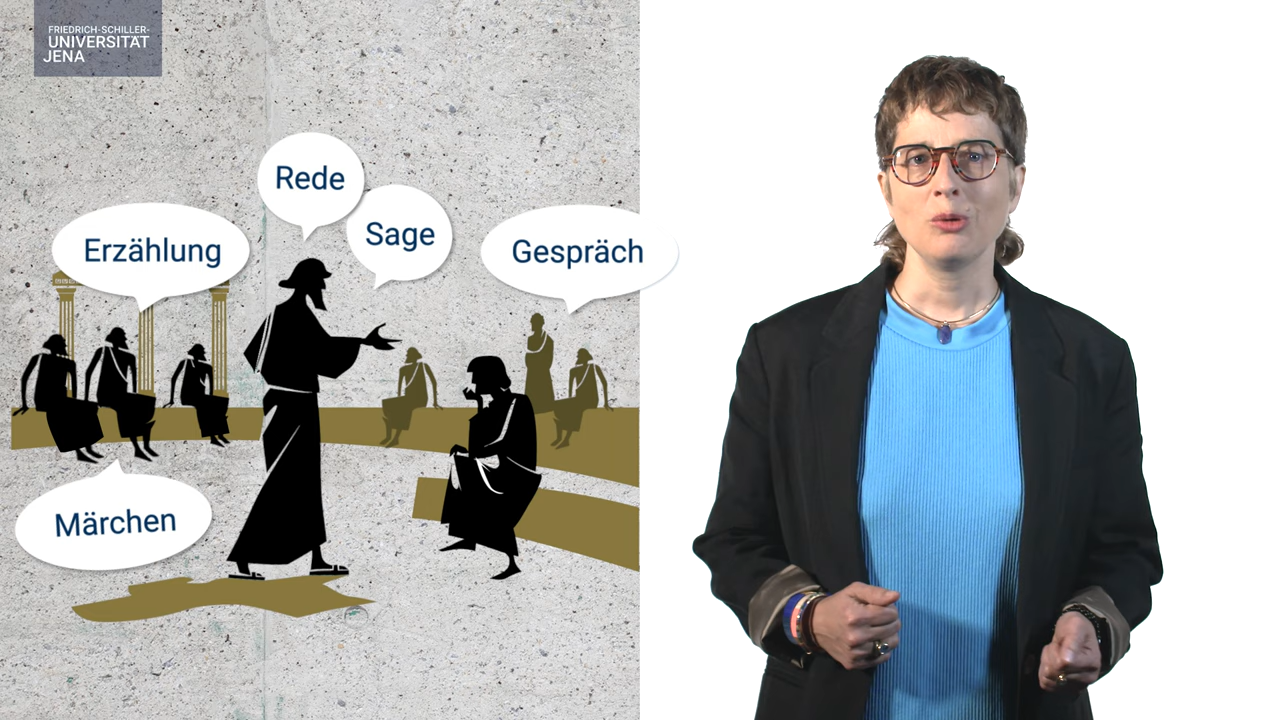 FRIEDRICH-SCHILLER-
UNIVERSITÄT
JENA
Rede
Sage
Erzählung
Gespräch
Märchen